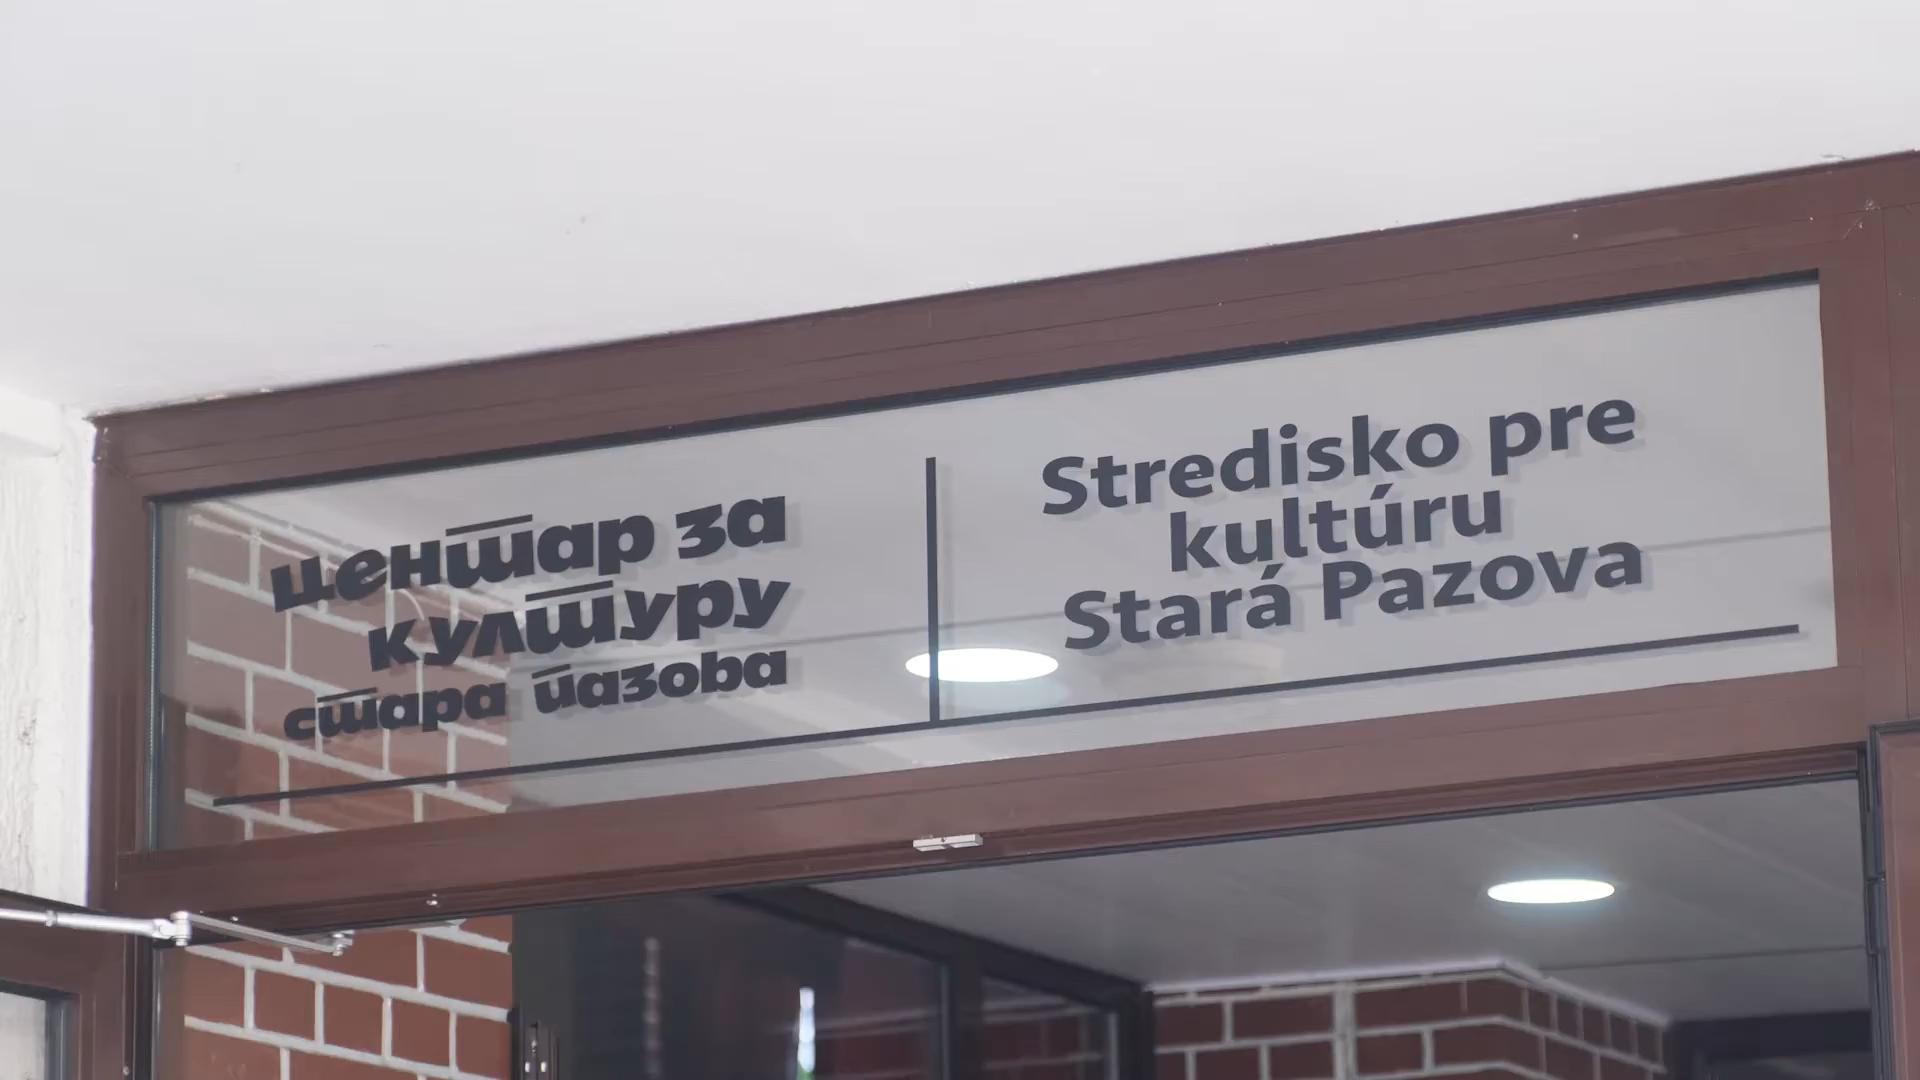 центар за
културу
стара пазова
Stredisko pre
kultúru
Stará Pazova